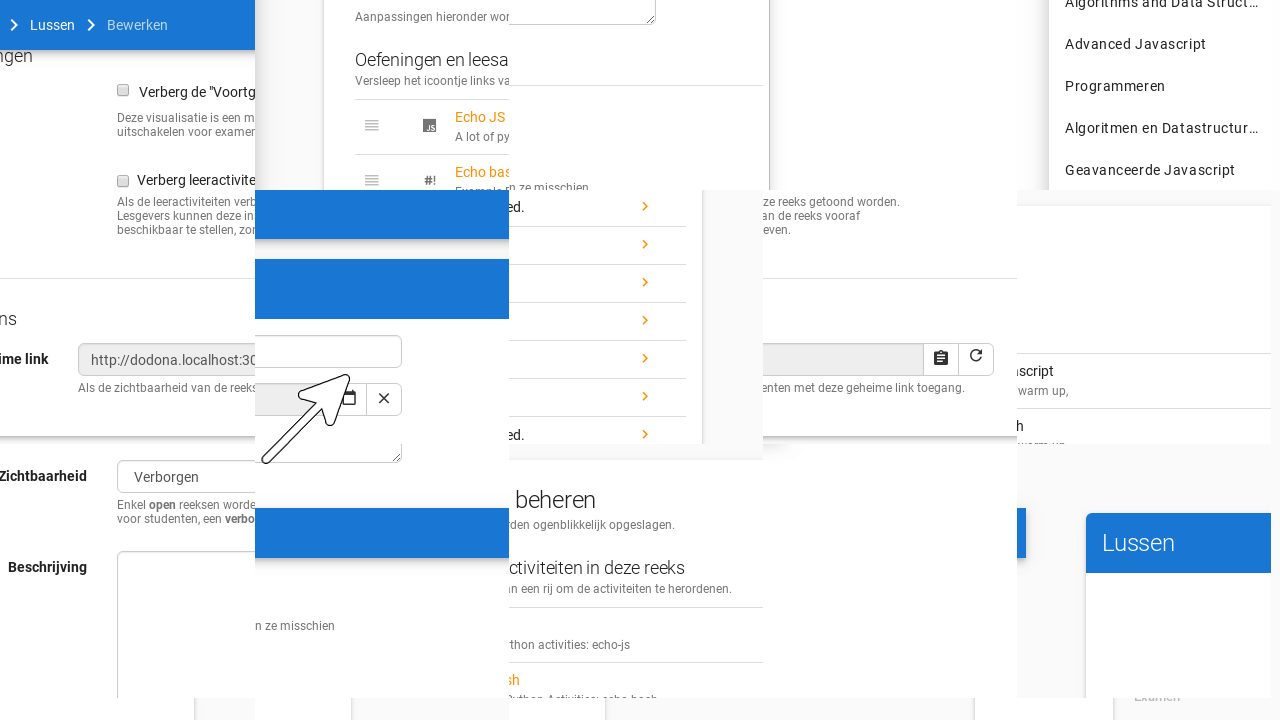 Lussen
Bewerken
ngen
Verberg de "Voortg
Deze visualisatie is een m
uitschakelen voor examen
Verberg leeractivite
Als de leeractiviteiten verb
Lesgevers kunnen deze in
beschikbaar te stellen, zor
ns
ime link
http://dodona.localhost:30
Als de zichtbaarheid van de reeks
Zichtbaarheid
Verborgen
Enkel open reeksen worde
voor studenten, een verbo
Beschrijving
Aanpassingen hieronder wor
Oefeningen en leesa
Versleep het icoontje links va
Echo JS
A lot of py
Echo bas
n ze misschien
ed.
ed.
n ze misschien
beheren
rden ogenblikkelijk opgeslagen.
ctiviteiten in deze reeks
an een rij om de activiteiten te herordenen.
thon activities: echo-js
sh
ze reeks getoond worden.
an de reeks vooraf
even.
enten met deze geheime link toegang.
Algorithms and Data Struct…
Advanced Javascript
Programmeren
Algoritmen en Datastructur…
Geavanceerde Javascript
ascript
warm up,
h
Lussen
Examen